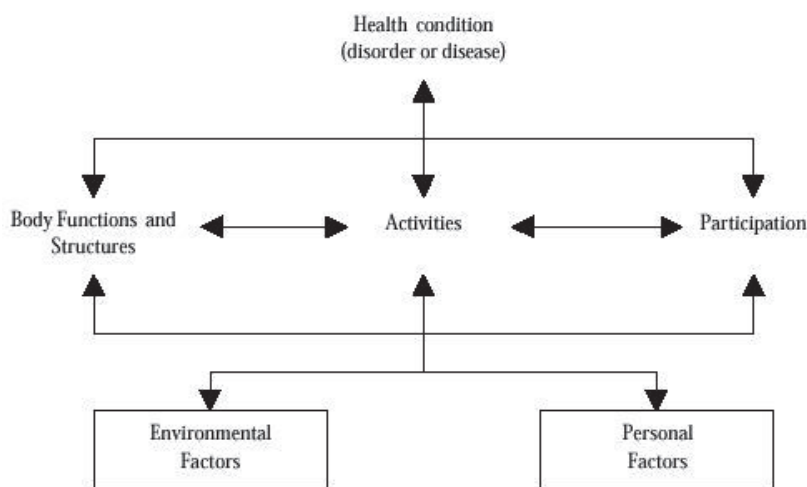 Health condition
(disorder or disease)
Body Functions and
Structures
Activities
Participation
Environmental
Factors
Personal
Factors